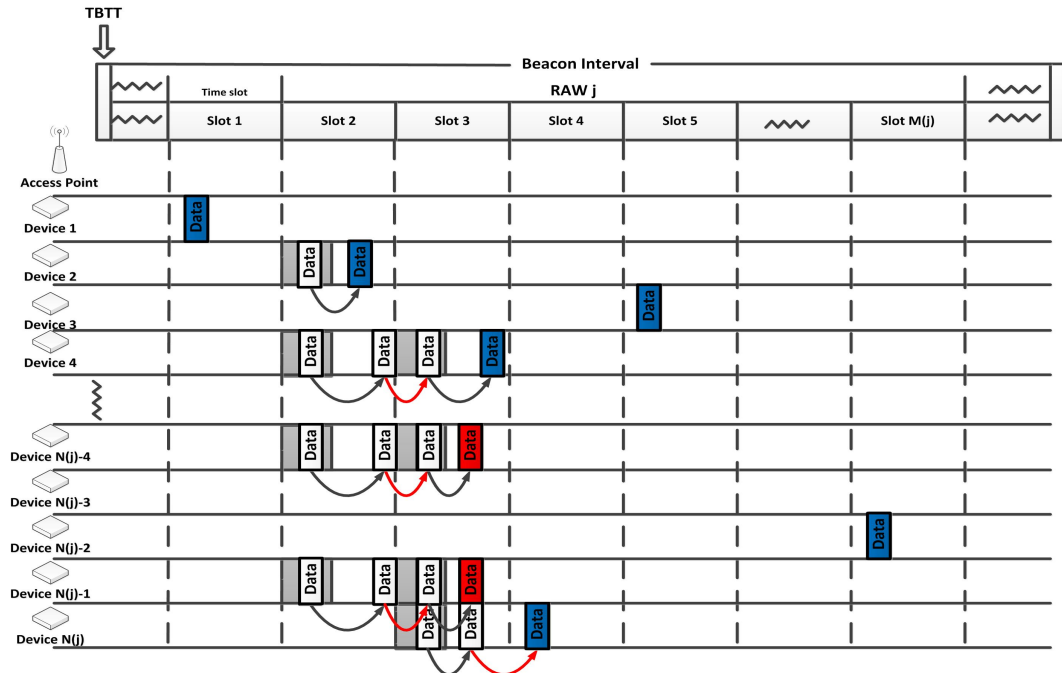 TBTT
Beacon Interval
Time slot
RAW j
Slot 1
Slot 2
Slot 3
Slot 4
Slot 5
Slot M(j)
Access Point
Data
Device 1
Data
Data
Device 2
Data
Device 3
Data
Data
Data
Data
Device 4
Data
Data
Data
Data
Device N(j)-4
Device N(j)-3
Data
Device N(j)-2
Data
Data
Data
Data
Device N(j)-1
Data
Data
Data
Device N(j)